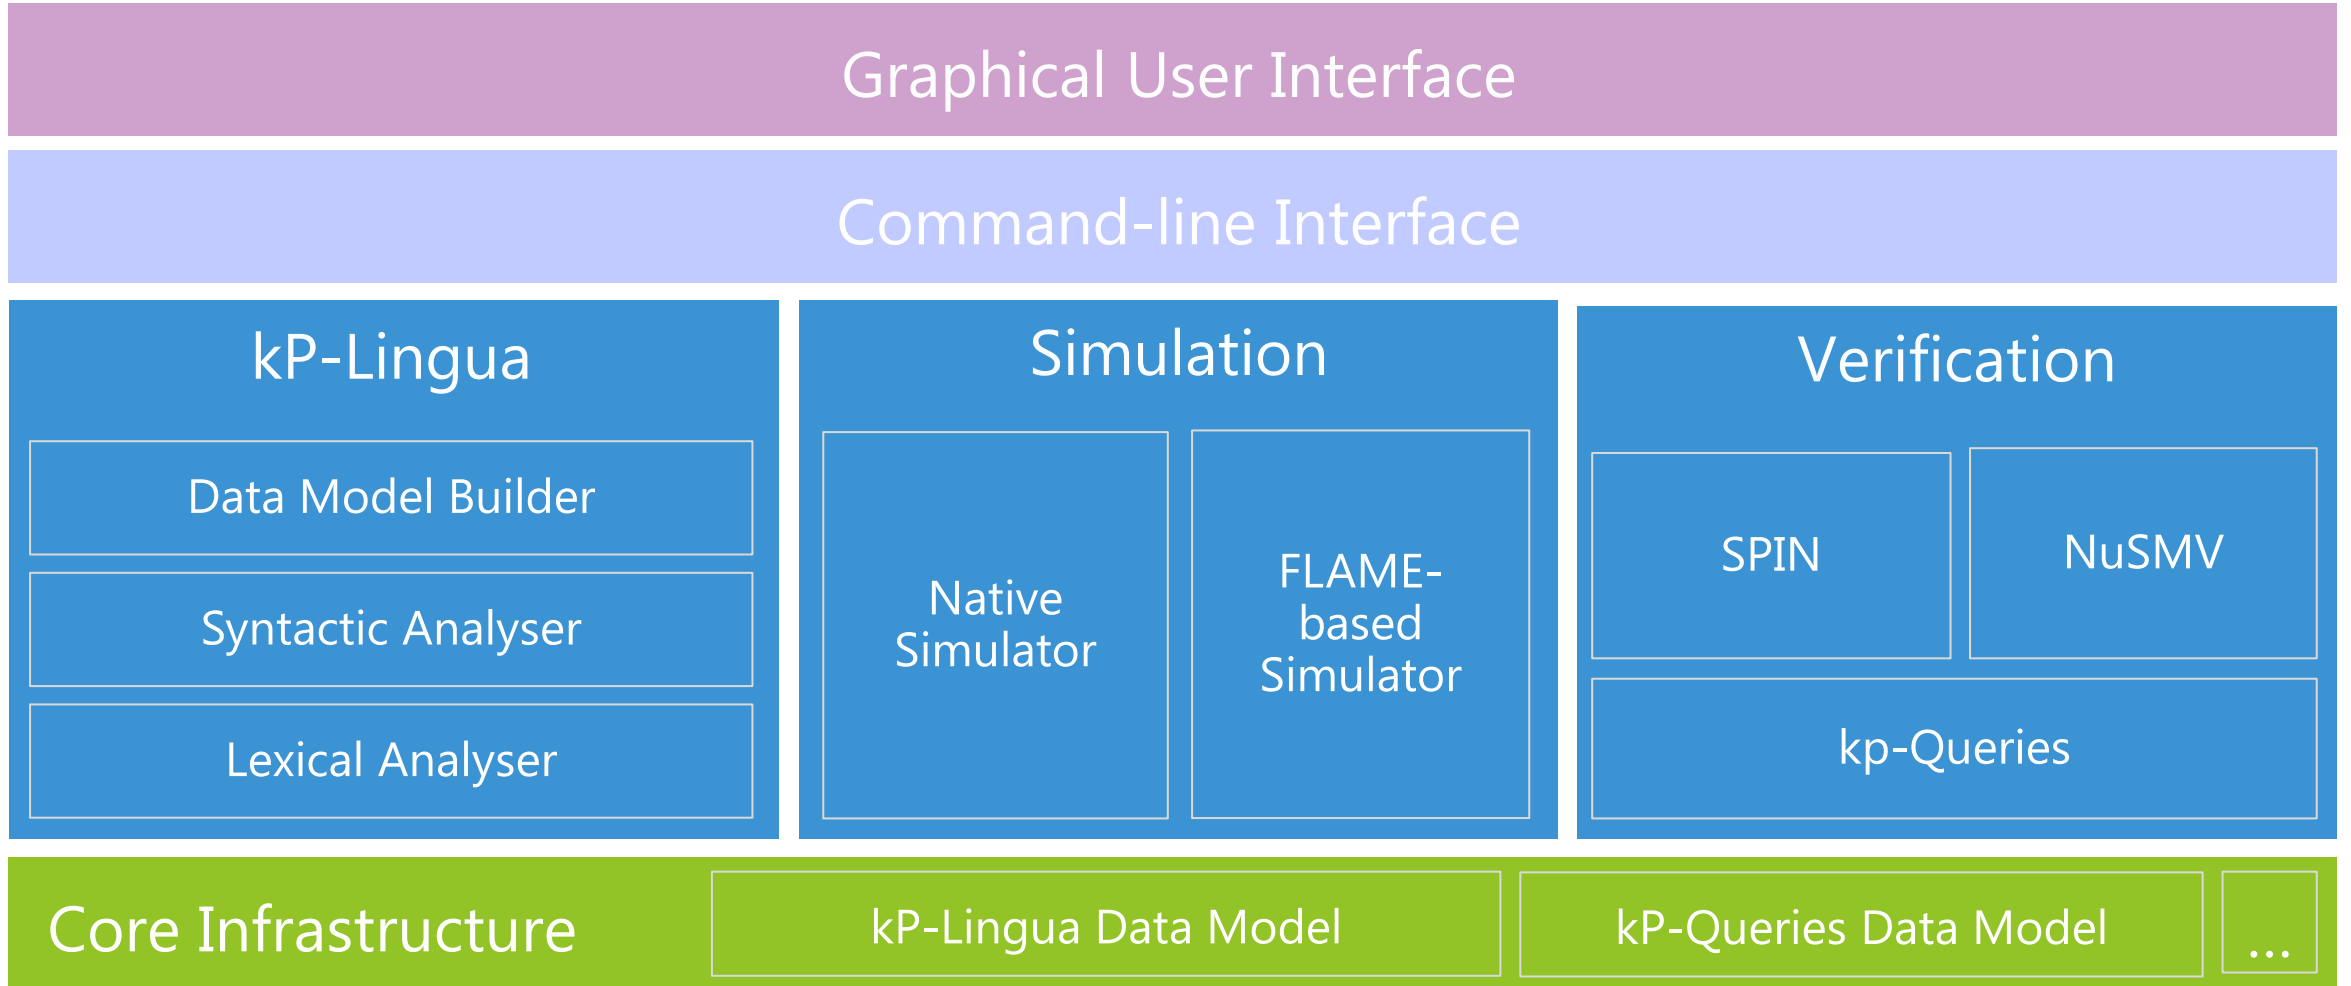 Graphical User Interface
Command-line Interface
kP-Lingua
Data Model Builder
Syntactic Analyser
Lexical Analyser
Simulation
Native
Simulator
FLAME-
based
Simulator
Verification
SPIN
NuSMV
kp-Queries
Core Infrastructure
kP-Lingua Data Model
kP-Queries Data Model
...